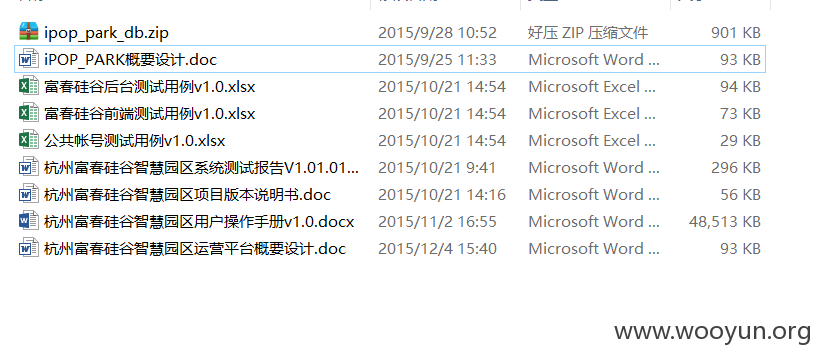 ipop_park_db.zip 2015/9/28 10:52 好压 ZIP 压缩文件 901 KB
iPOP_PARK概要设计.doc 2015/9/25 11:33 Microsoft Word ... 93 KB
富春硅谷后台测试用例v1.0.xlsx 2015/10/21 14:54 Microsoft Excel ... 94 KB
富春硅谷前端测试用例v1.0.xlsx 2015/10/21 14:54 Microsoft Excel ... 73 KB
公共帐号测试用例v1.0.xlsx 2015/10/21 14:54 Microsoft Excel ... 29 KB
杭州富春硅谷智慧园区系统测试报告V1.01.01... 2015/10/21 9:41 Microsoft Word ... 296 KB
杭州富春硅谷智慧园区项目版本说明书.doc 2015/10/21 14:16 Microsoft Word ... 56 KB
杭州富春硅谷智慧园区用户操作手册v1.0.docx 2015/11/2 16:55 Microsoft Word ... 48,513 KB
杭州富春硅谷智慧园区运营平台概要设计.doc 2015/12/4 15:40 Microsoft Word ... 93 KB
www.wooyun.org